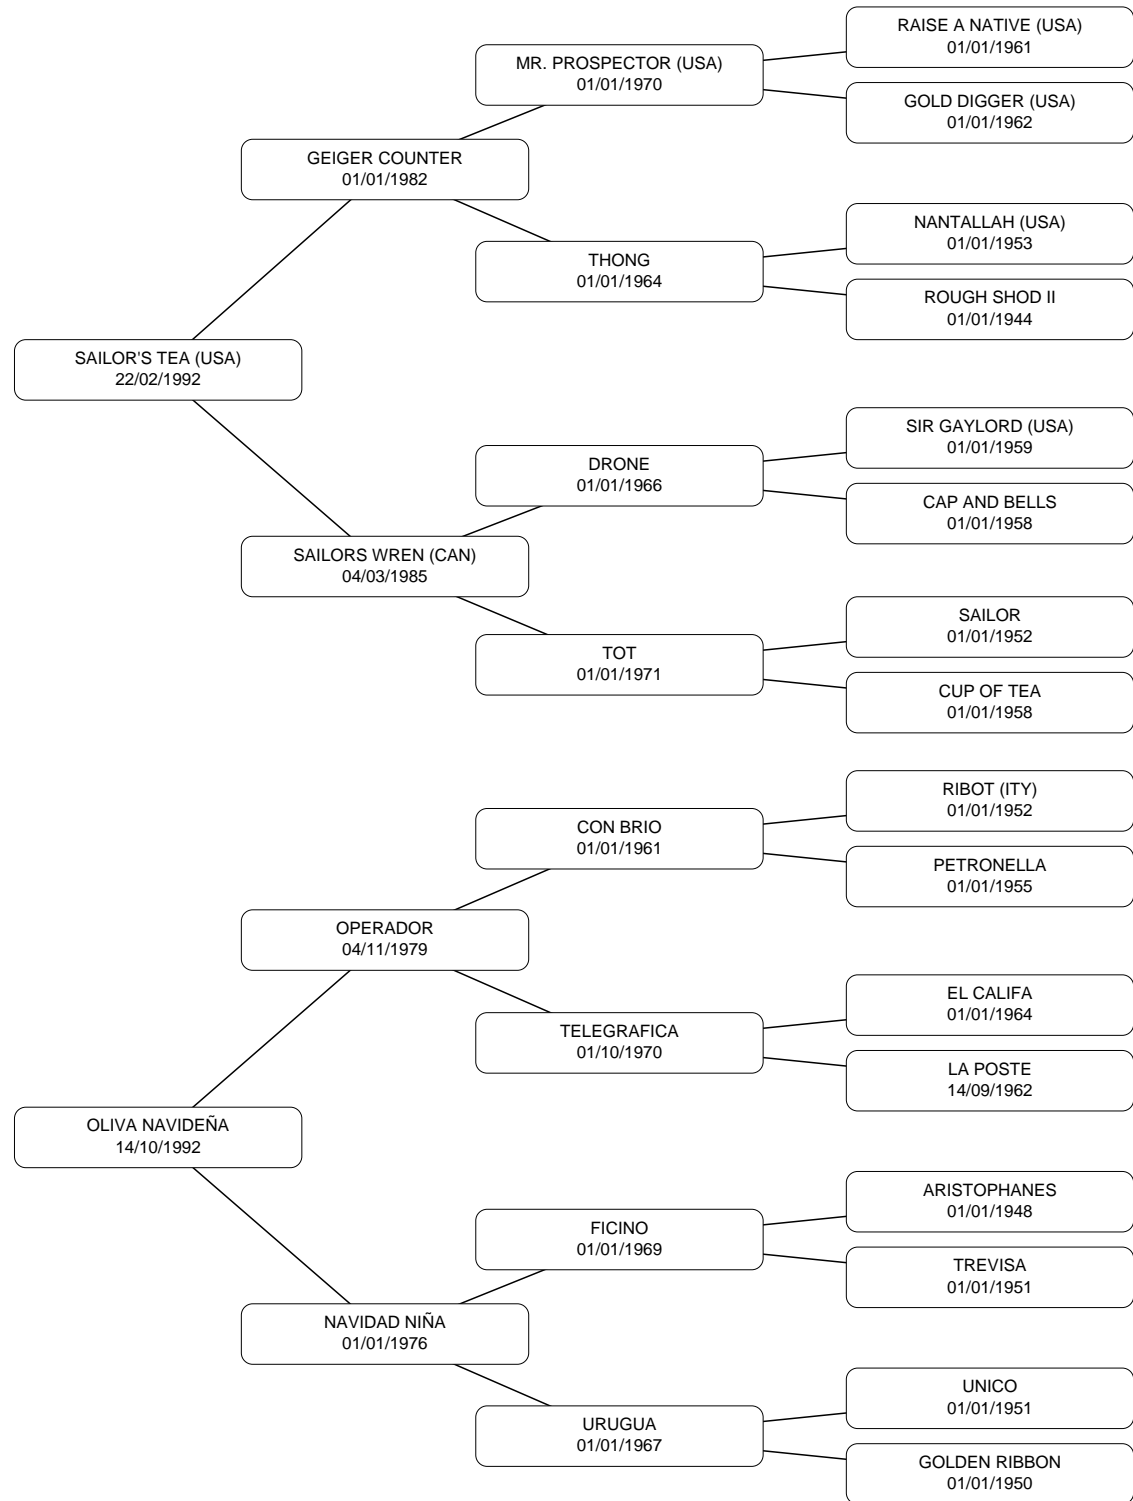 RAISE A NATIVE (USA)
01/01/1961
MR. PROSPECTOR (USA)
01/01/1970
GOLD DIGGER (USA)
01/01/1962
GEIGER COUNTER
01/01/1982
NANTALLAH (USA)
01/01/1953
THONG
01/01/1964
ROUGH SHOD II
01/01/1944
SAILOR'S TEA (USA)
22/02/1992
SIR GAYLORD (USA)
01/01/1959
DRONE
01/01/1966
CAP AND BELLS
01/01/1958
SAILORS WREN (CAN)
04/03/1985
SAILOR
01/01/1952
TOT
01/01/1971
CUP OF TEA
01/01/1958
RIBOT (ITY)
01/01/1952
CON BRIO
01/01/1961
PETRONELLA
01/01/1955
OPERADOR
04/11/1979
EL CALIFA
01/01/1964
TELEGRAFICA
01/10/1970
LA POSTE
14/09/1962
OLIVA NAVIDEÑA
14/10/1992
ARISTOPHANES
01/01/1948
FICINO
01/01/1969
TREVISA
01/01/1951
NAVIDAD NIÑA
01/01/1976
UNICO
01/01/1951
URUGUA
01/01/1967
GOLDEN RIBBON
01/01/1950